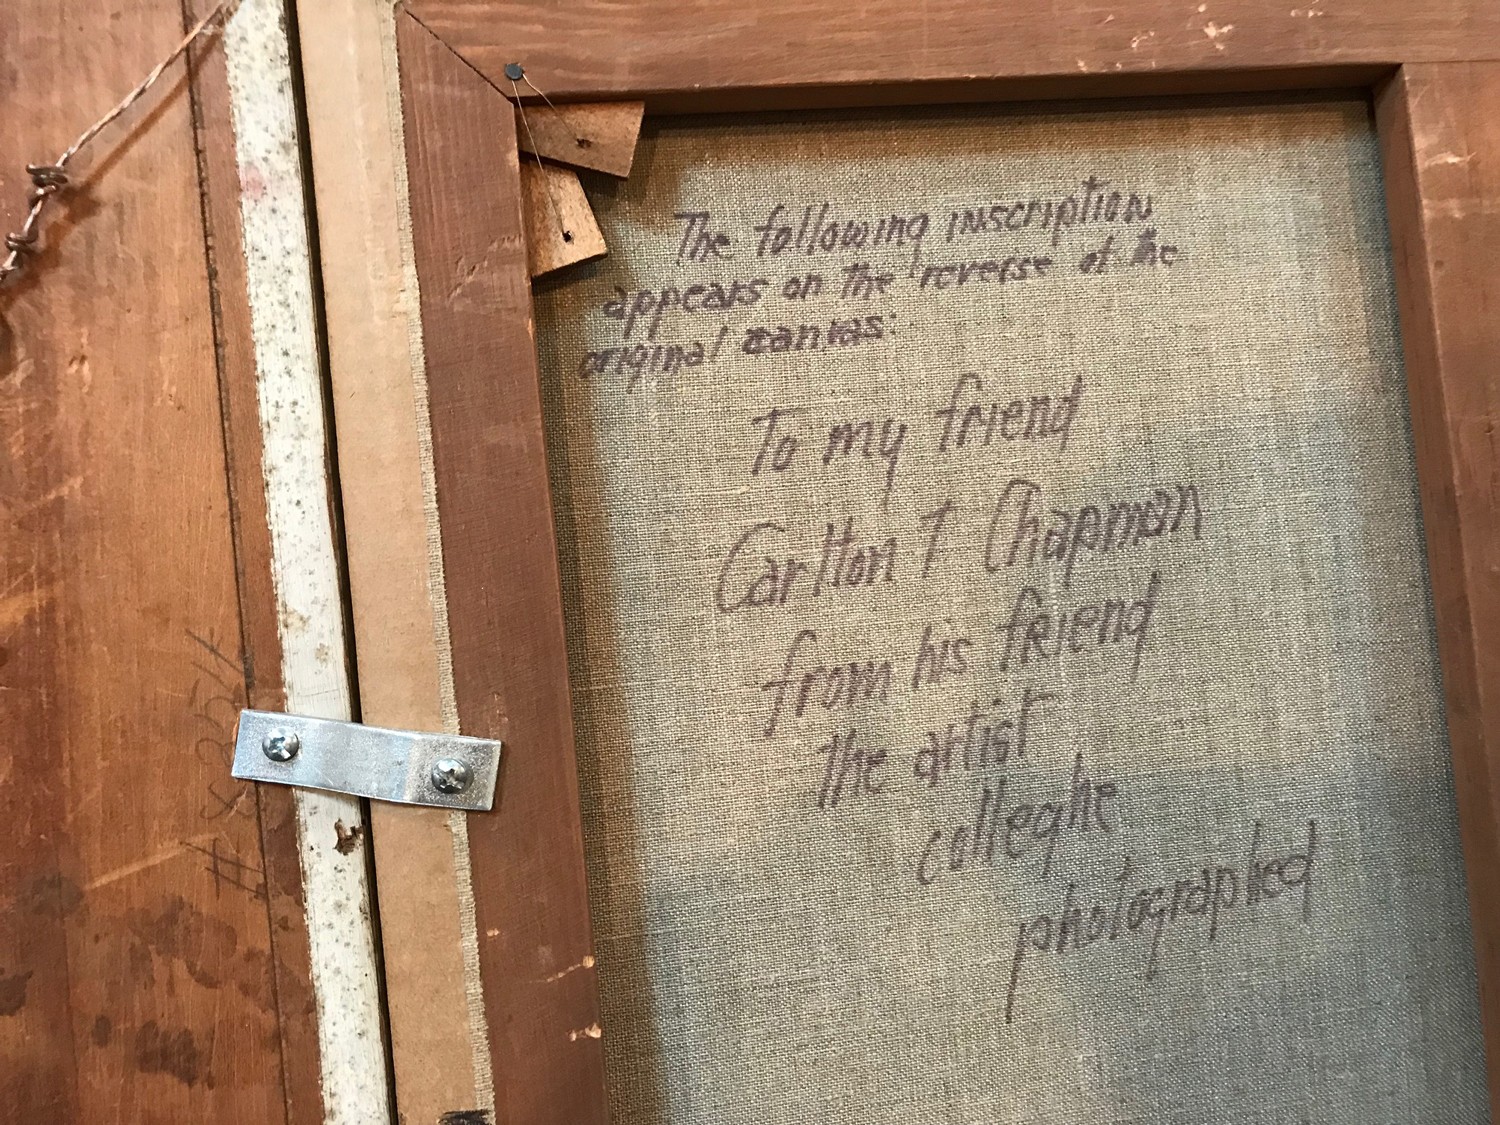 The following inscription
appears on the reverse of the
original canvas:
To my friend
Carlton T Chapman
from his friend
the artist
colleghe
photographed
#